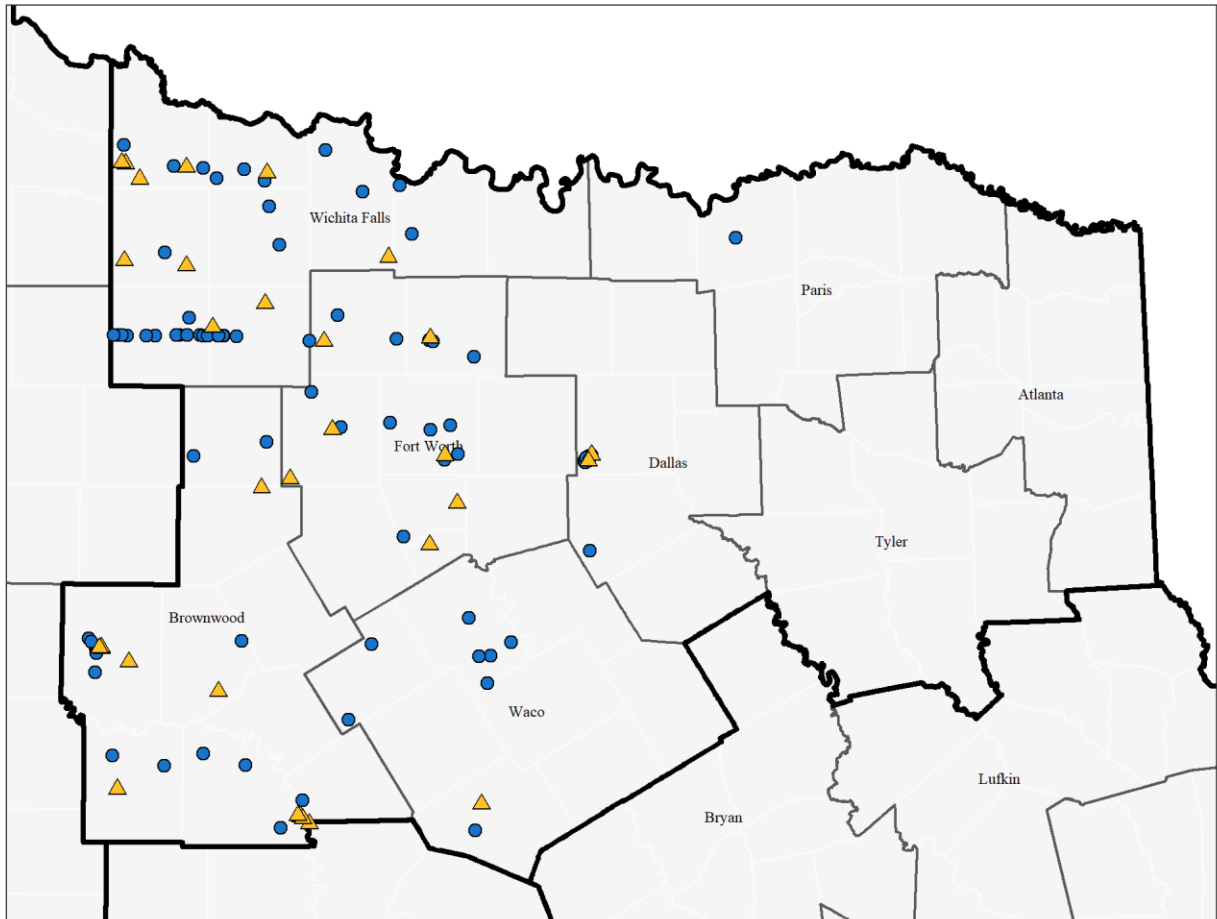 Wichita Falls
Paris
Atlanta
Fort Worth
Dallas
Tyler
Brownwood
Waco
Lufkin
Bryan